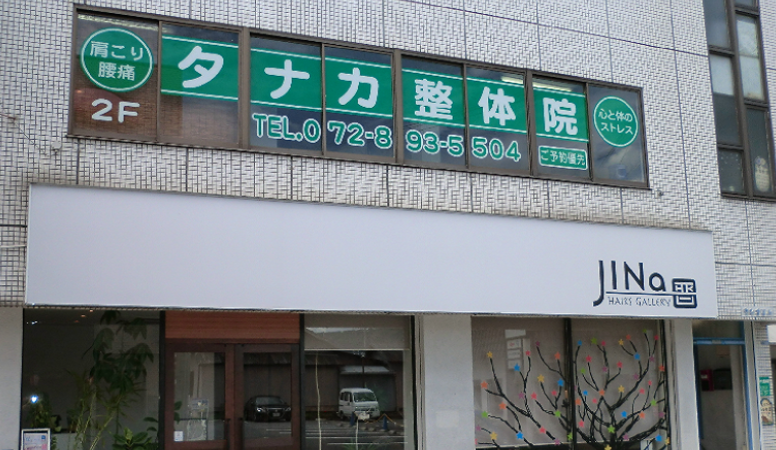 肩こり
腰痛
2F
タナカ整体院
TEL.072-893-5504
ご予約優先
心と体の
ストレス
JINa
HAIRS GALLERY